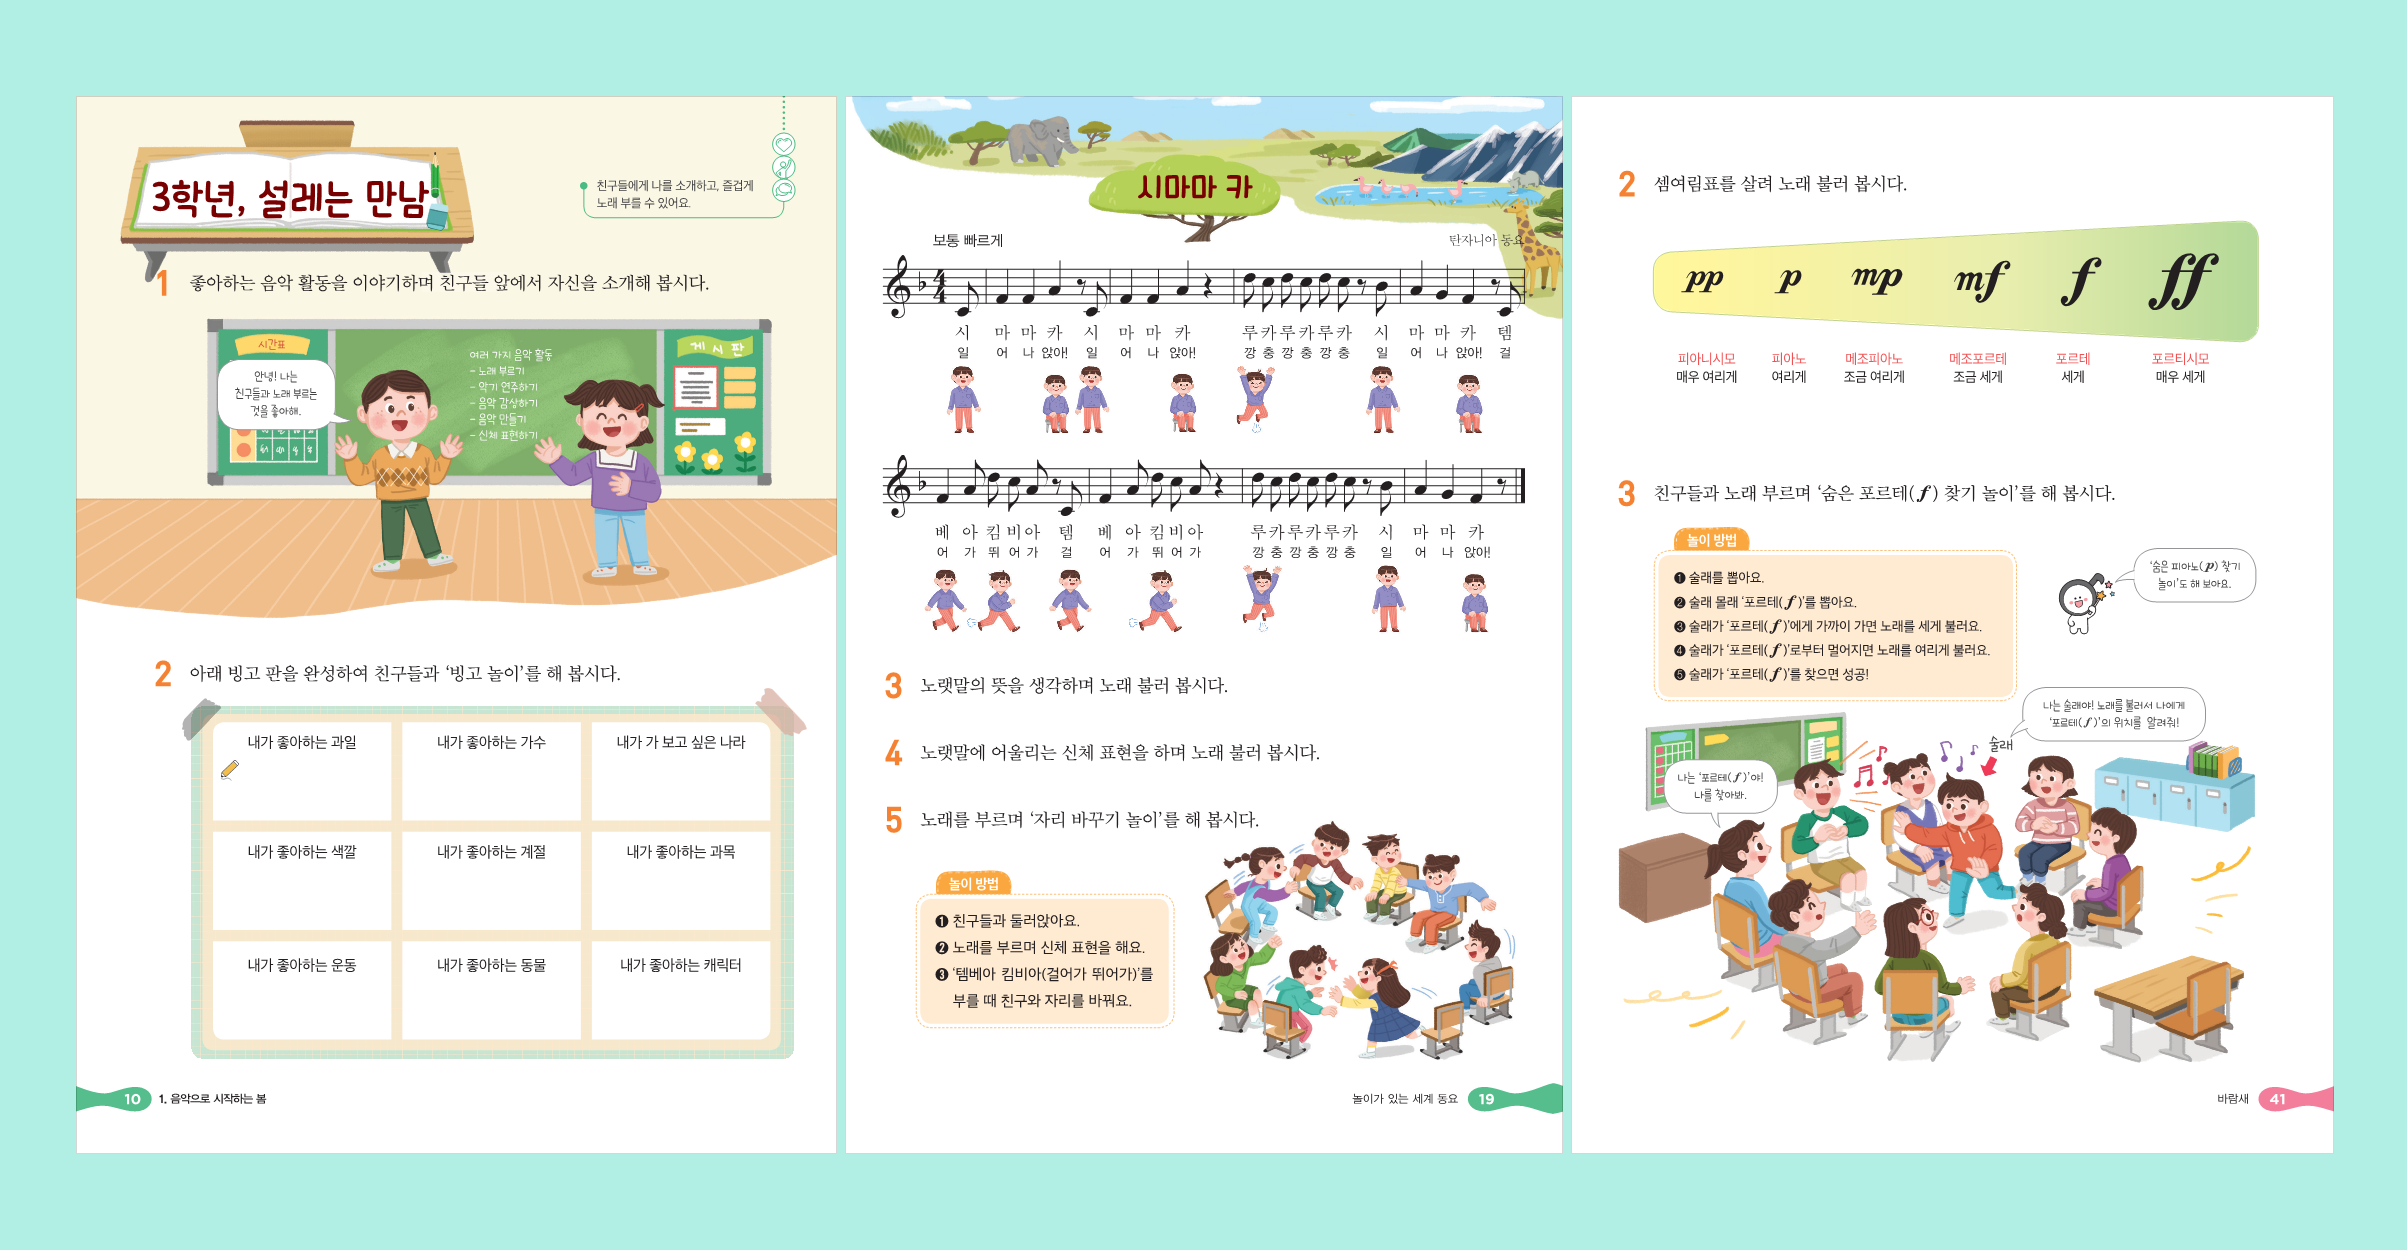 3학년, 설레는 만남
친구들에게 나를 소개하고, 즐겁게
노래 부를 수 있어요.
1 좋아하는 음악 활동을 이야기하며 친구들 앞에서 자신을 소개해 봅시다.
시간표
안녕! 나는
친구들과 노래 부르는
것을 좋아해.
여러 가지 음악 활동
- 노래 부르기
- 악기 연주하기
- 음악 감상하기
- 음악 만들기
- 신체 표현하기
게시판
2 아래 빙고 판을 완성하여 친구들과 ‘빙고 놀이’를 해 봅시다.
내가 좋아하는 과일 내가 좋아하는 가수 내가 가 보고 싶은 나라
내가 좋아하는 색깔 내가 좋아하는 계절 내가 좋아하는 과목
내가 좋아하는 운동 내가 좋아하는 동물 내가 좋아하는 캐릭터
10 1. 음악으로 시작하는 봄
시마마 카
보통 빠르게
탄자니아 동요
4
4
시 마 마 카 시 마 마 카 루 카 루 카 루 카 시 마 마 카 템
일 어 나 앉아! 일 어 나 앉아! 깡 충 깡 충 깡 충 일 어 나 앉아! 걸
베 아 킴 비 아 템 베 아 킴 비 아 루 카 루 카 루 카 시 마 마 카
어 가 뛰 어 가 걸 어 가 뛰 어 가 깡 충 깡 충 깡 충 일 어 나 앉아!
3 노랫말의 뜻을 생각하며 노래 불러 봅시다.
4 노랫말에 어울리는 신체 표현을 하며 노래 불러 봅시다.
5 노래를 부르며 ‘자리 바꾸기 놀이’를 해 봅시다.
놀이 방법
❶ 친구들과 둘러앉아요.
❷ 노래를 부르며 신체 표현을 해요.
❸ ‘템베아 킴비아(걸어가 뛰어가)’를
부를 때 친구와 자리를 바꿔요.
놀이가 있는 세계 동요 19
2 셈여림표를 살려 노래 불러 봅시다.
pp p mp mf f ff
피아니시모 피아노 메조피아노 메조포르테 포르테 포르티시모
매우 여리게 여리게 조금 여리게 조금 세게 세게 매우 세게
3 친구들과 노래 부르며 ‘숨은 포르테(f) 찾기 놀이’를 해 봅시다.
놀이 방법
❶ 술래를 뽑아요.
❷ 술래 몰래 ‘포르테(f)’를 뽑아요.
❸ 술래가 ‘포르테(f)’에게 가까이 가면 노래를 세게 불러요.
❹ 술래가 ‘포르테(f)’로부터 멀어지면 노래를 여리게 불러요.
❺ 술래가 ‘포르테(f)’를 찾으면 성공!
‘숨은 피아노(p) 찾기
놀이’도 해 보아요.
나는 술래야! 노래를 불러서 나에게
‘포르테(f)’의 위치를 알려줘!
술래
나는 ‘포르테(f)’야!
나를 찾아봐.
바람새 41